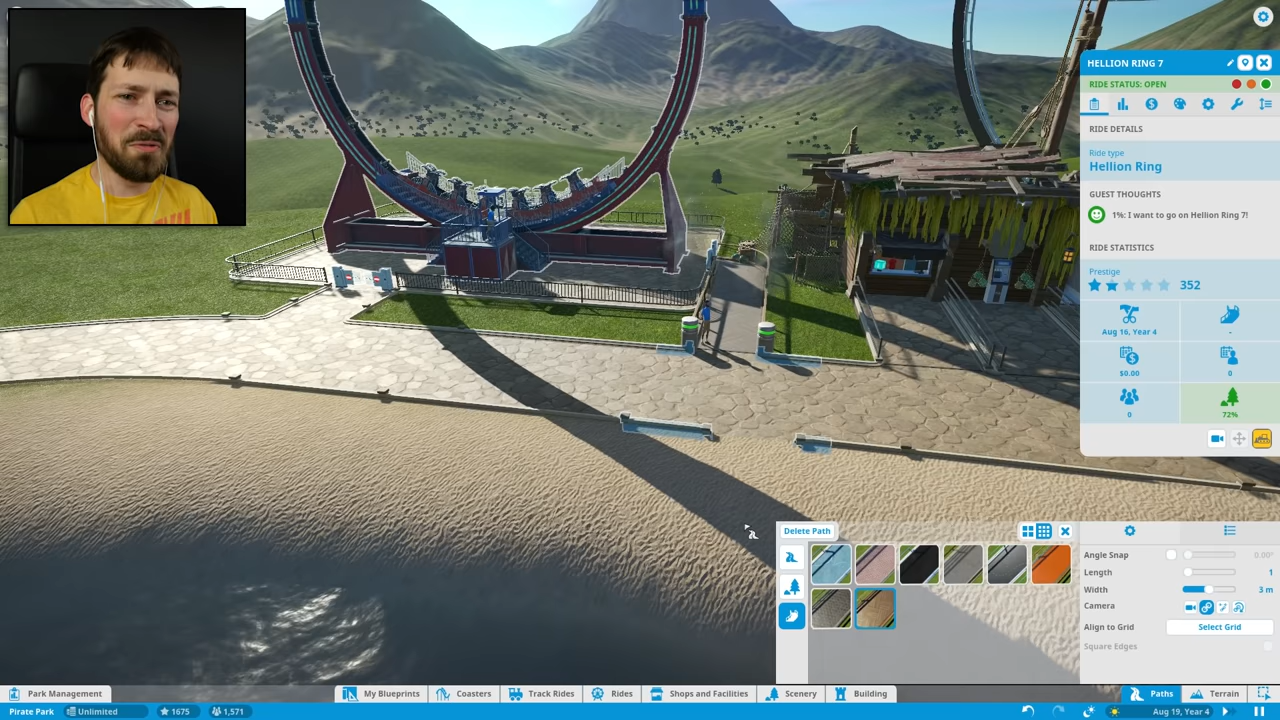 HELLION RING 7
RIDE STATUS: OPEN
RIDE DETAILS
Ride type
Hellion Ring
GUEST THOUGHTS
1%: I want to go on Hellion Ring 7!
RIDE STATISTICS
Prestige
352
Aug 16, Year 4
-
$0.00
0
0
72%
Delete Path
Angle Snap 0.00°
Length 1
Width 3 m
Camera
Align to Grid Select Grid
Square Edges
Park Management My Blueprints Coasters Track Rides Rides Shops and Facilities Scenery Building Paths Terrain
Pirate Park Unlimited 1675 1,571 Aug 19, Year 4